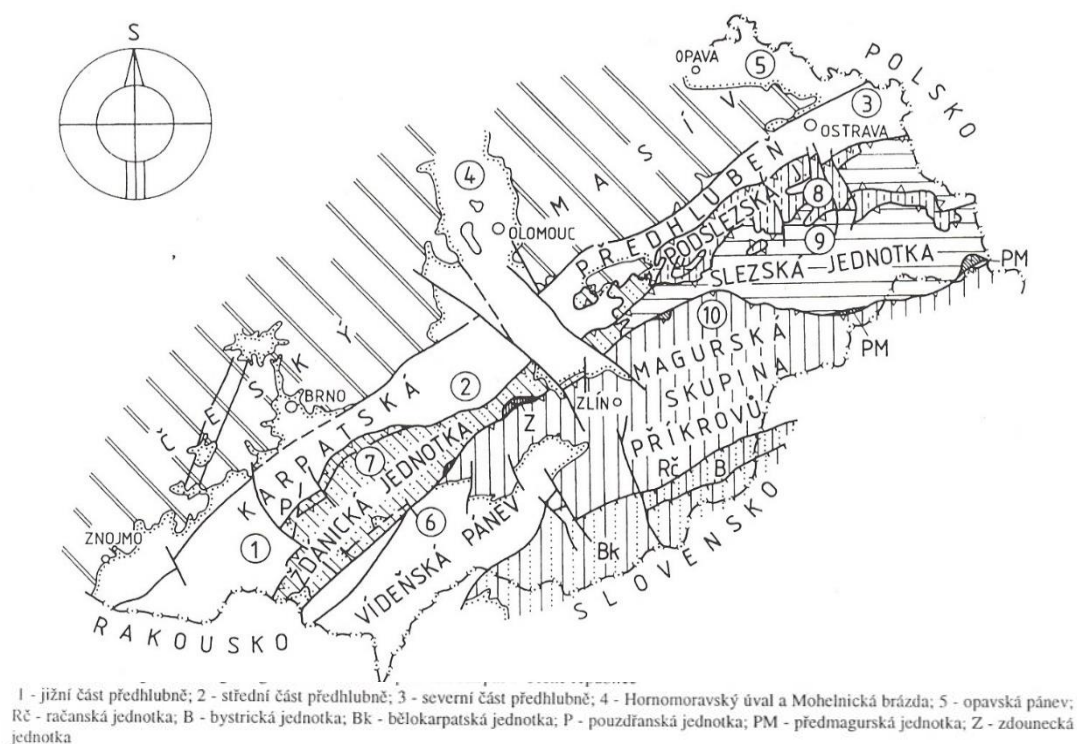 S
OPAVA
5
POLSKO
3
OSTRAVA
4
MASÍV
OLOMOUC
PŘEDHLUBEŇ
PODSLEZSKÁ J.
8
9
SLEZSKÁ JEDNOTKA
PM
10
PM
MAGURSKÁ
SKUPINA
PŘÍKROVŮ
ZLÍN
ČESKÝ
BRNO
2
KARPATSKÁ
Z
7
P
ŽDANICKÁ JEDNOTKA
Rč
B
ZNOJMO
1
6
VÍDEŇSKÁ PÁNEV
Bk
SLOVENSKO
RAKOUSKO
1 - jižní část předhlubně; 2 - střední část předhlubně; 3 - severní část předhlubně; 4 - Hornomoravský úval a Mohelnická brázda; 5 - opavská pánev;
Rč - račanská jednotka; B - bystrická jednotka; Bk - bělokarpatská jednotka; P - pouzdřanská jednotka; PM - předmagurská jednotka; Z - zdounecká
jednotka